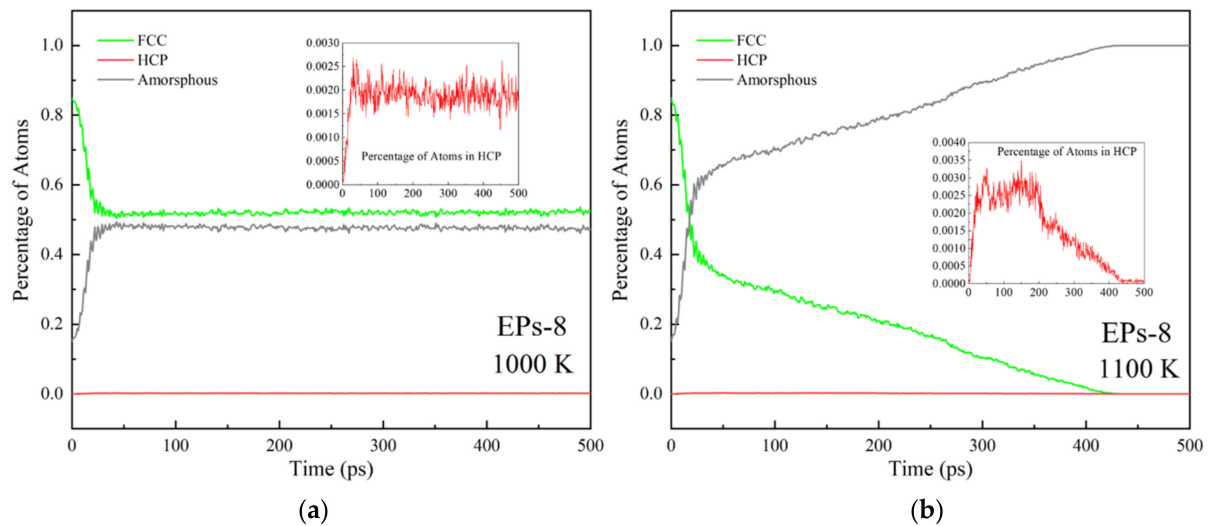 FCC
HCP
Amorsphous
Percentage of Atoms
1.0
0.8
0.6
0.4
0.2
0.0
0.0030
0.0025
0.0020
0.0015
0.0010
0.0005
0.0000
Percentage of Atoms in HCP
0 100 200 300 400 500
EPs-8
1000 K
0 100 200 300 400 500
Time (ps)
(a)
FCC
HCP
Amorsphous
Percentage of Atoms
1.0
0.8
0.6
0.4
0.2
0.0
0.0040
0.0035
0.0030
0.0025
0.0020
0.0015
0.0010
0.0005
0.0000
Percentage of Atoms in HCP
0 100 200 300 400 500
EPs-8
1100 K
0 100 200 300 400 500
Time (ps)
(b)